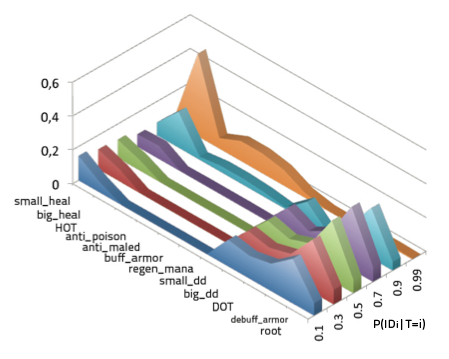 0,6
0,4
0,2
0
small_heal
big_heal
HOT
anti_poison
anti_maled
buff_armor
regen_mana
small_dd
big_dd
DOT
debuff_armor
root
0.1
0.3
0.5
0.7
0.9
0.99
P(IDi|T=i)